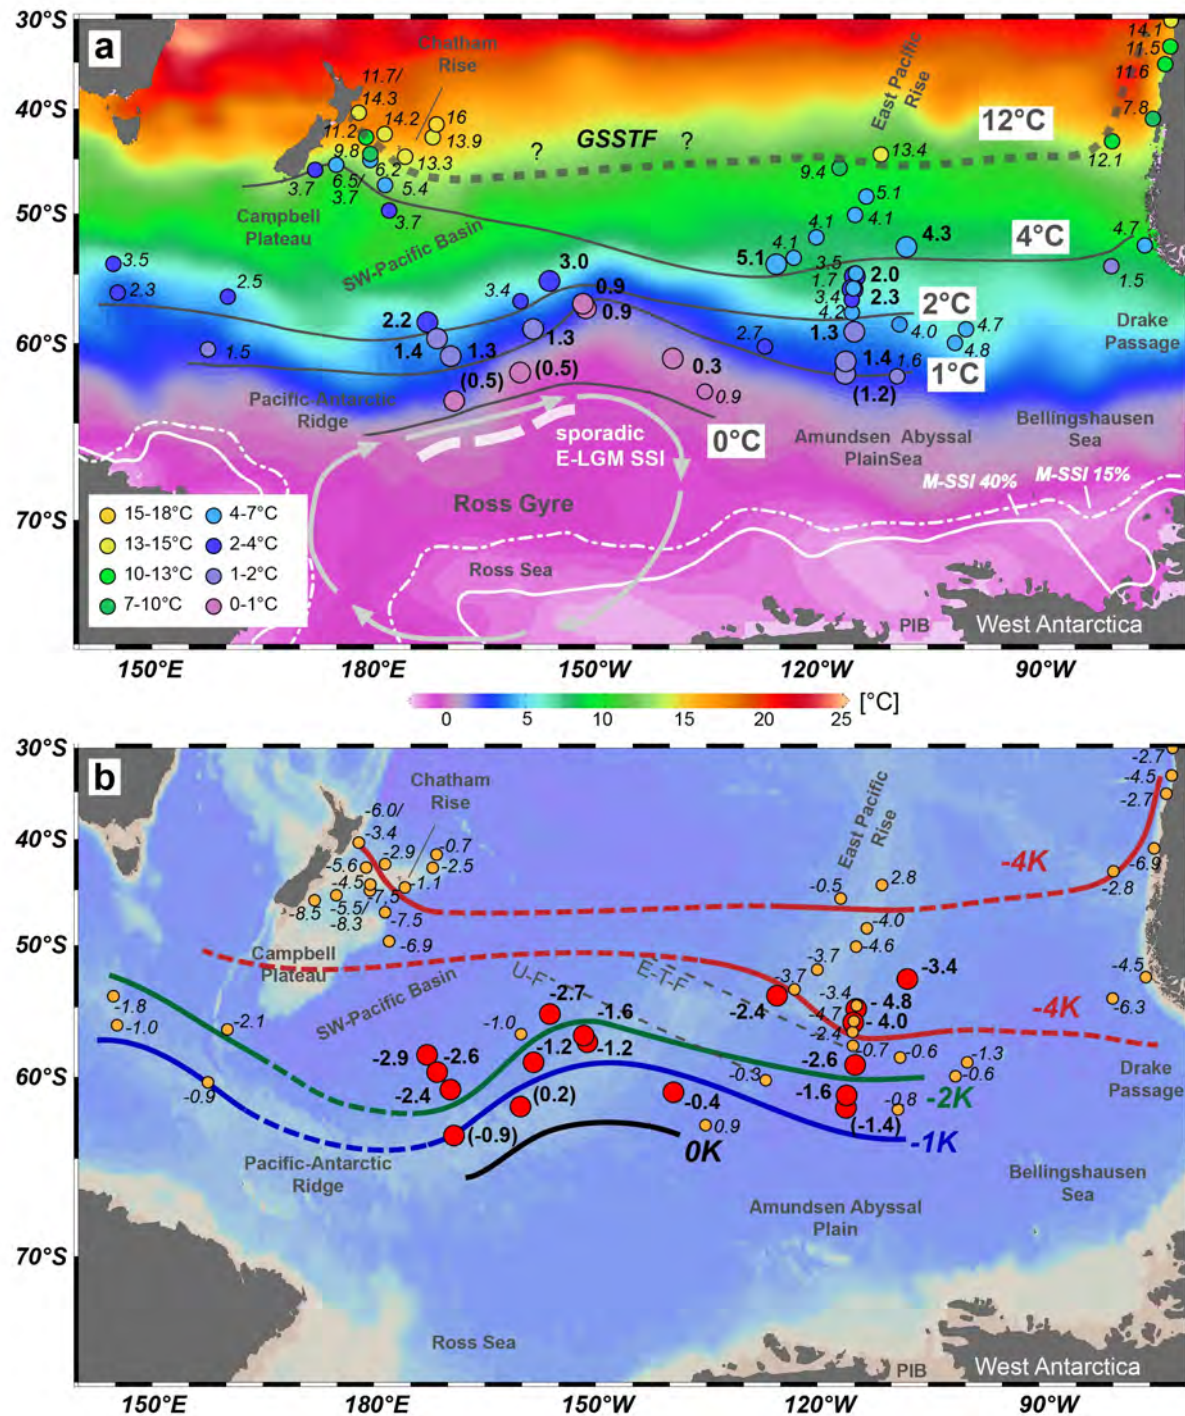 a
30°S
40°S
50°S
60°S
70°S
Chatham
Rise
11.7/
14.3
14.2
16
11.2
13.9
9.8
13.3
6.2
6.5/
3.7
3.7
5.4
3.7
?
GSSTF
?
East Pacific
Rise
14.1
11.5
11.6
7.8
12°C
12.1
13.4
9.4
5.1
4.1
4.1
Campbell
Plateau
SW-Pacific Basin
4.3
4°C
4.7
1.5
3.5
2.3
2.5
1.5
3.0
3.4
0.9
0.9
2.2
1.4
1.3
1.3
(0.5)
(0.5)
5.1
4.1
3.5
1.7
2.0
3.4
2.3
4.2
2°C
4.0
4.7
4.8
1.3
2.7
0.3
0.9
1.4
1.6
(1.2)
1°C
Drake
Passage
Pacific-Antarctic
Ridge
0°C
sporadic
E-LGM SSI
Amundsen Abyssal
Plain
Sea
Bellingshausen
Sea
M-SSI 40%
M-SSI 15%
Ross Gyre
Ross Sea
15-18°C
13-15°C
10-13°C
7-10°C
4-7°C
2-4°C
1-2°C
0-1°C
PIB
West Antarctica
150°E
180°E
150°W
120°W
90°W
0
5
10
15
20
25
[°C]
b
30°S
40°S
50°S
60°S
70°S
Chatham
Rise
-6.0/
-3.4
-2.9
-0.7
-5.6
-2.5
-4.5
-1.1
-7.5
-5.5/
-8.3
-8.5
-7.5
-6.9
East Pacific
Rise
-2.7
-4.5
-2.7
-4K
-6.9
-2.8
-0.5
2.8
-4.0
-4.6
-3.7
Campbell
Plateau
SW-Pacific Basin
U-F
E-T-F
-3.7
-3.4
-2.4
-3.4
-4.8
-4.7
-4.0
-2.4
-0.7
-4K
-4.5
-6.3
-1.8
-1.0
-2.1
-0.9
-2.7
-1.6
-1.0
-1.2
-1.2
-2.9
-2.6
-2.4
(0.2)
(-0.9)
-0.3
-0.4
0.9
-2.6
-0.6
-1.3
-0.6
-1.6
-0.8
(-1.4)
-2K
-1K
0K
Drake
Passage
Pacific-Antarctic
Ridge
Bellingshausen
Sea
Amundsen Abyssal
Plain
Ross Sea
PIB
West Antarctica
150°E
180°E
150°W
120°W
90°W